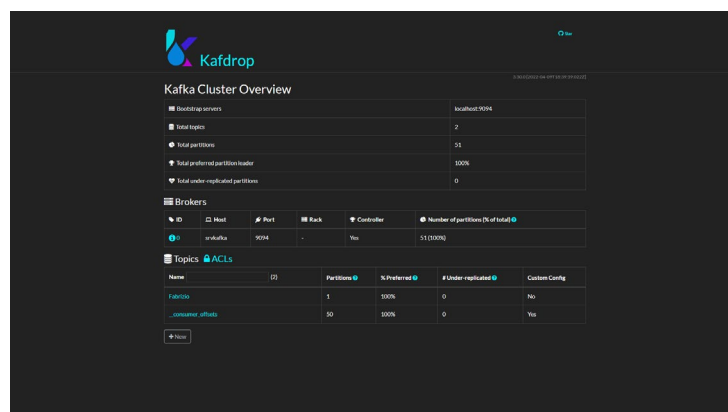 Star
Kafdrop
Kafka Cluster Overview
Bootstrap servers localhost:9094
Total topics 2
Total partitions 51
Total preferred partition leader 100%
Total under-replicated partitions 0
Brokers
ID Host Port Rack Controller Number of partitions (% of total)
0 srvkafka 9094 - Yes 51 (100%)
Topics ACLs
Name (2) Partitions % Preferred # Under-replicated Custom Config
Fabrizio 1 100% 0 No
__consumer_offsets 50 100% 0 Yes
+ New